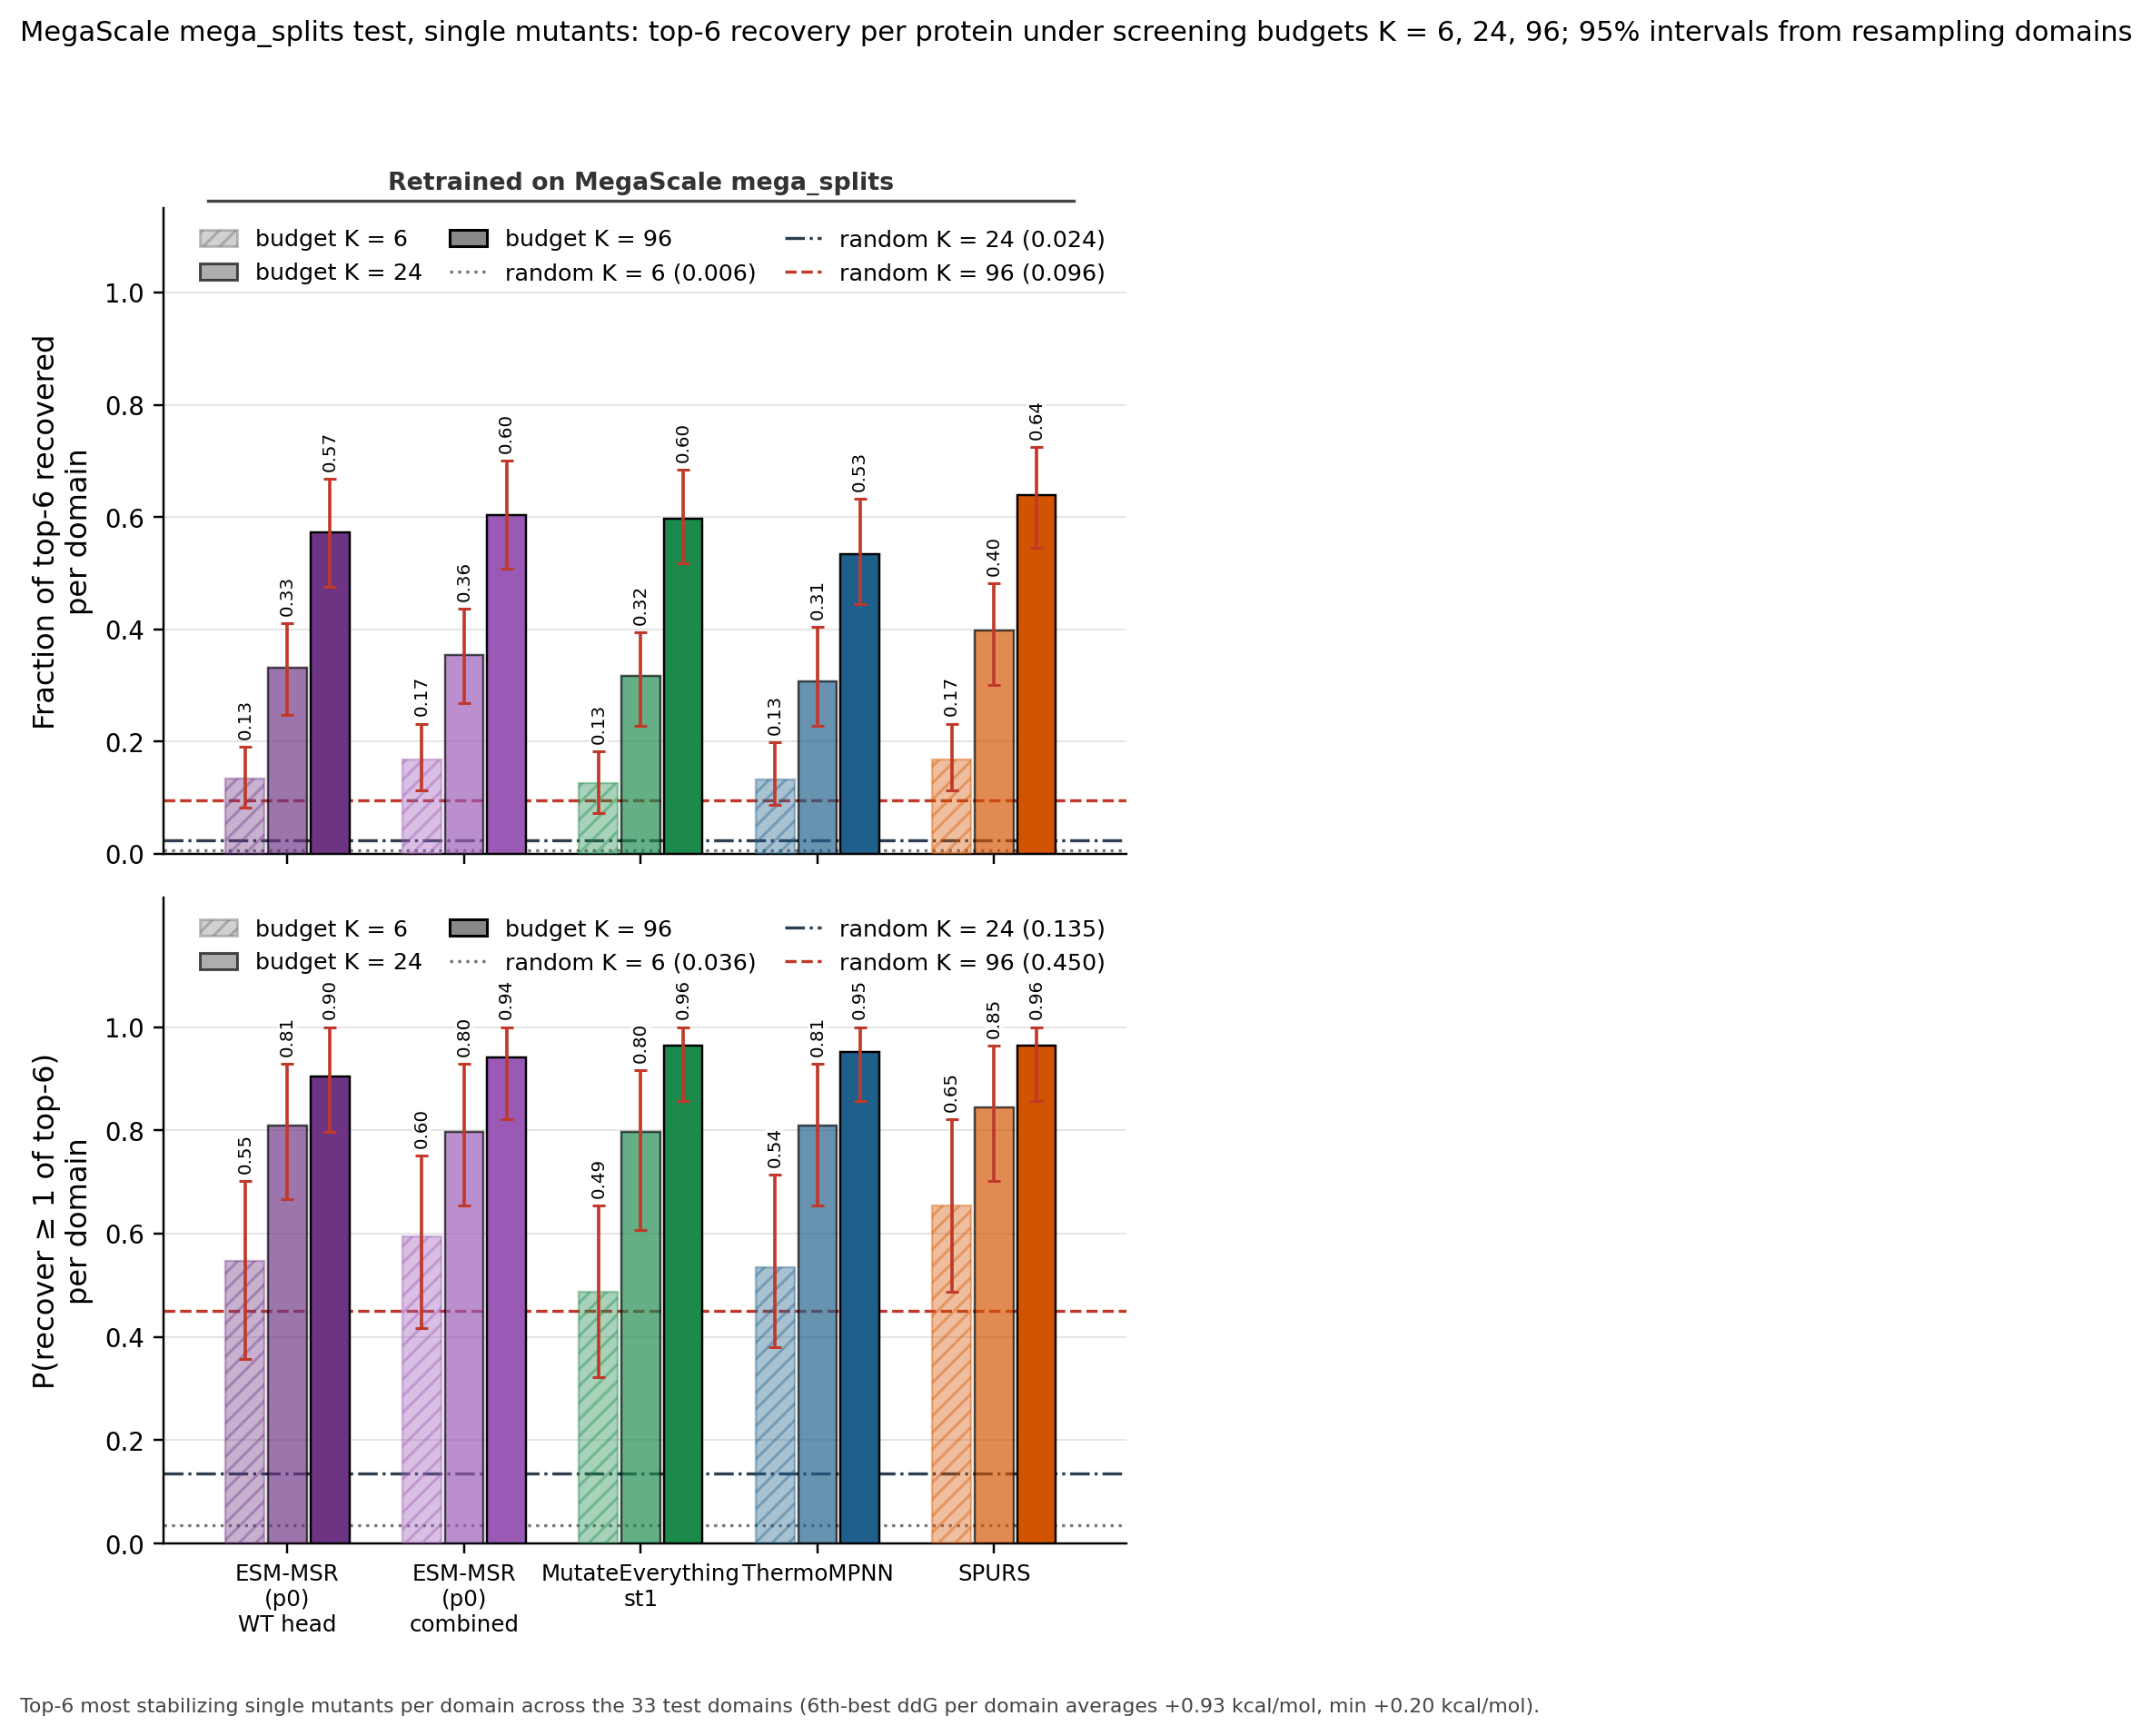 MegaScale mega_splits test, single mutants: top-6 recovery per protein under screening budgets K = 6, 24, 96; 95% intervals from resampling domains
Retrained on MegaScale mega_splits
budget K = 6
budget K = 24
budget K = 96
random K = 6 (0.006)
random K = 24 (0.024)
random K = 96 (0.096)
Fraction of top-6 recovered
per domain
1.0
0.8
0.6
0.4
0.2
0.0
0.13
0.33
0.57
0.17
0.36
0.60
0.13
0.32
0.60
0.13
0.31
0.53
0.17
0.40
0.64
budget K = 6
budget K = 24
budget K = 96
random K = 6 (0.036)
random K = 24 (0.135)
random K = 96 (0.450)
P(recover ≥ 1 of top-6)
per domain
1.0
0.8
0.6
0.4
0.2
0.0
0.55
0.81
0.90
0.60
0.80
0.94
0.49
0.80
0.96
0.54
0.81
0.95
0.65
0.85
0.96
ESM-MSR
(p0)
WT head
ESM-MSR
(p0)
combined
MutateEverything
st1
ThermoMPNN
SPURS
Top-6 most stabilizing single mutants per domain across the 33 test domains (6th-best ddG per domain averages +0.93 kcal/mol, min +0.20 kcal/mol).